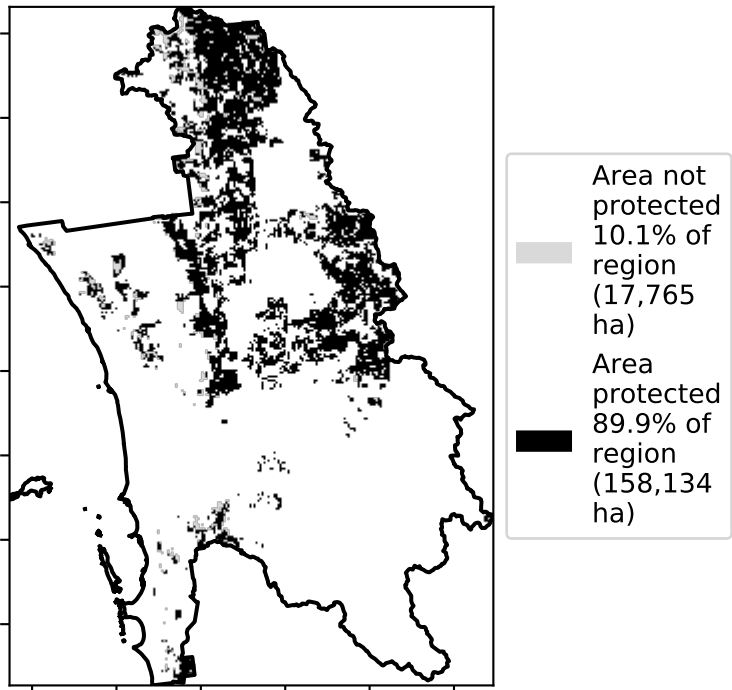 Area not
protected
10.1% of
region
(17,765
ha)
Area
protected
89.9% of
region
(158,134
ha)